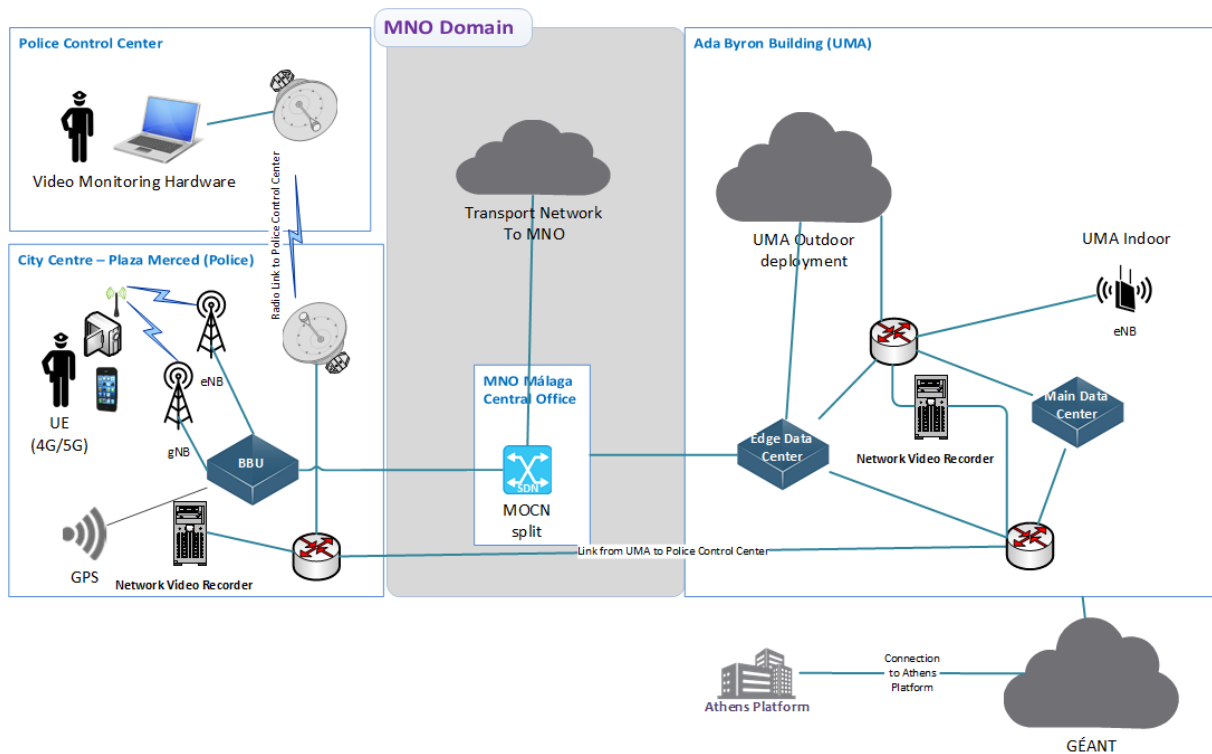 MNO Domain
Police Control Center
Video Monitoring Hardware
Radio Link to Police Control Center
City Centre – Plaza Merced (Police)
eNB
UE
(4G/5G)
gNB
BBU
GPS
Network Video Recorder
Transport Network
To MNO
MNO Málaga
Central Office
SDN
MOCN
split
Link from UMA to Police Control Center
Ada Byron Building (UMA)
UMA Outdoor
deployment
UMA Indoor
eNB
Main Data
Center
Edge Data
Center
Network Video Recorder
Connection
to Athens
Platform
Athens Platform
GÉANT